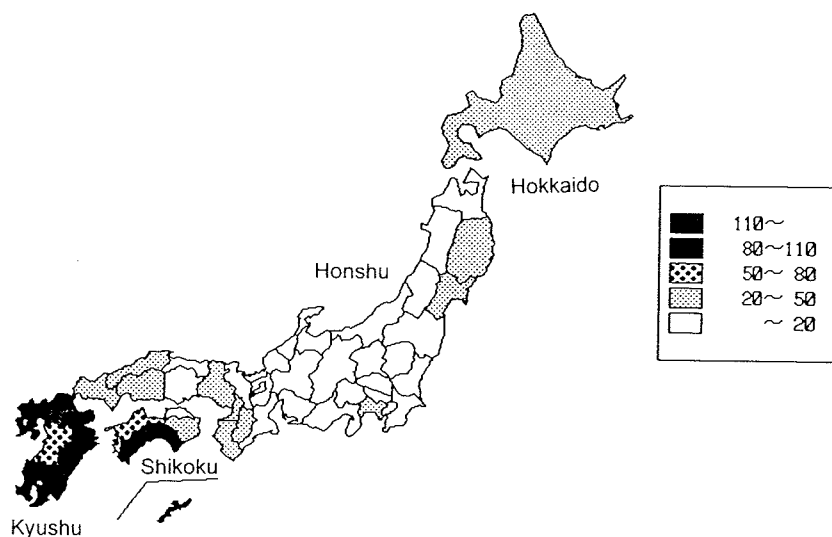 Hokkaido
Honshu
110～
80～110
50～ 80
20～ 50
～ 20
Shikoku
Kyushu